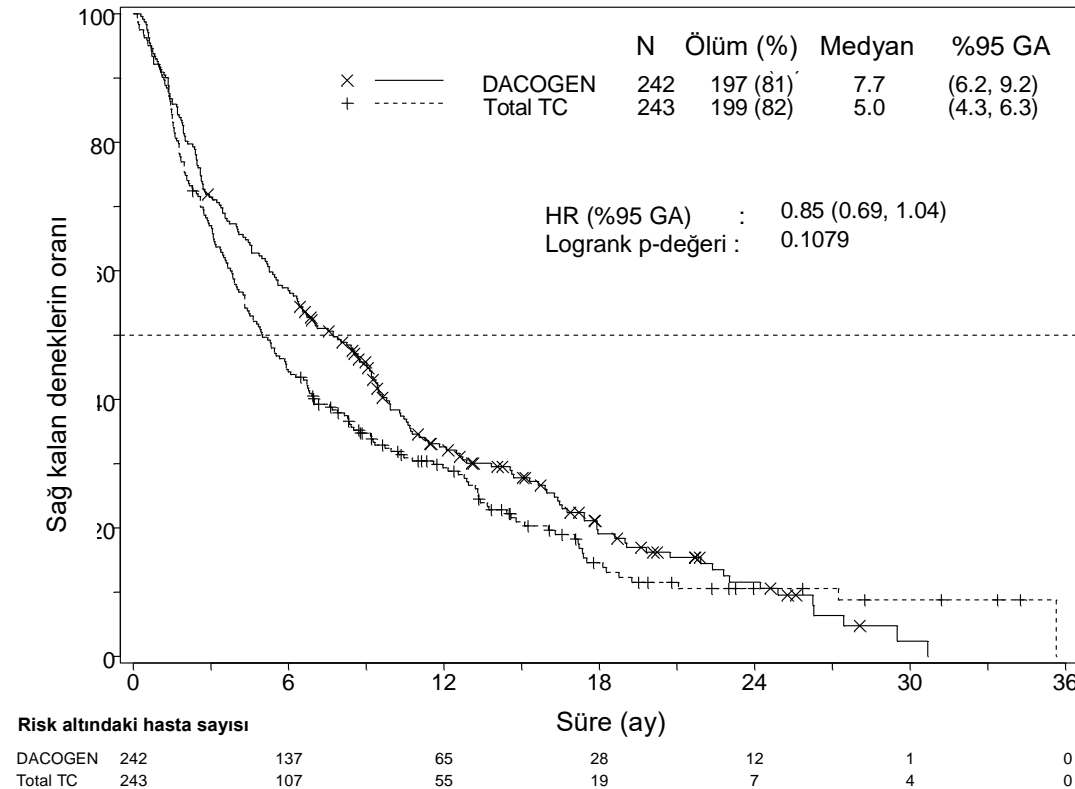 N Ölüm (%) Medyan %95 GA
DACOGEN 242 197 (81) 7.7 (6.2, 9.2)
Total TC 243 199 (82) 5.0 (4.3, 6.3)
HR (%95 GA) : 0.85 (0.69, 1.04)
Logrank p-değeri : 0.1079
Sağ kalan deneklerin oranı
100
80
60
40
20
0
0 6 12 18 24 30 36
Süre (ay)
Risk altındaki hasta sayısı
DACOGEN 242 137 65 28 12 1 0
Total TC 243 107 55 19 7 4 0